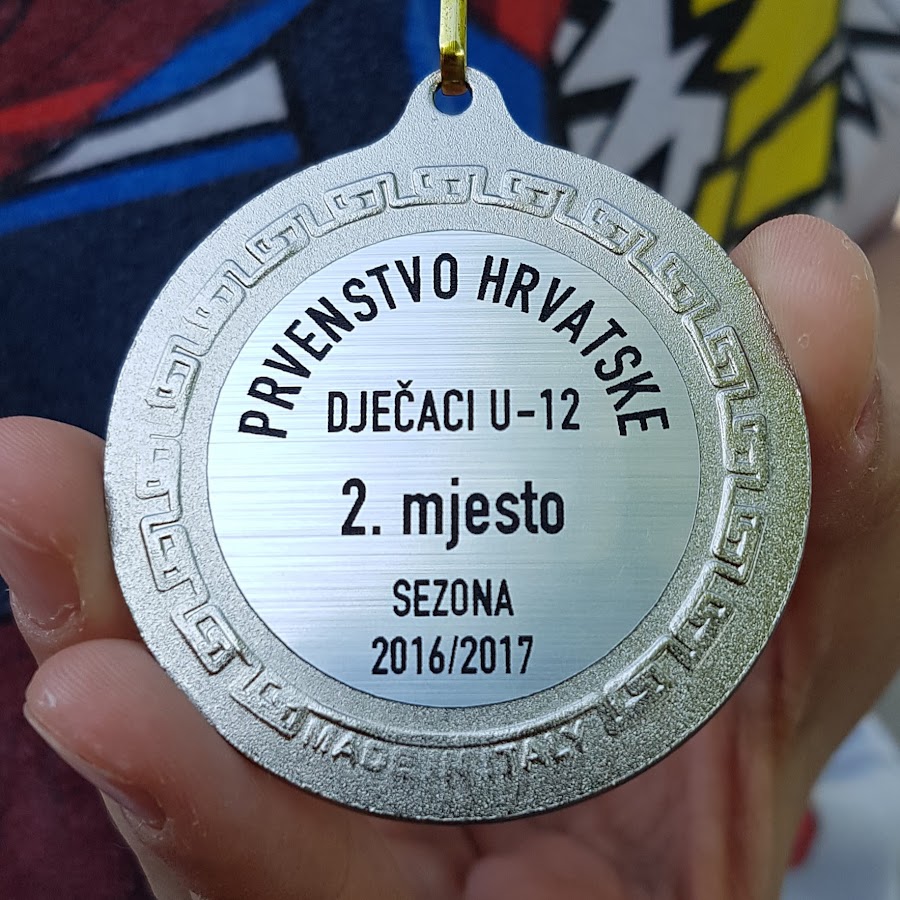 PRVENSTVO HRVATSKE
DJEČACI U-12
2. mjesto
SEZONA
2016/2017
MADE IN ITALY